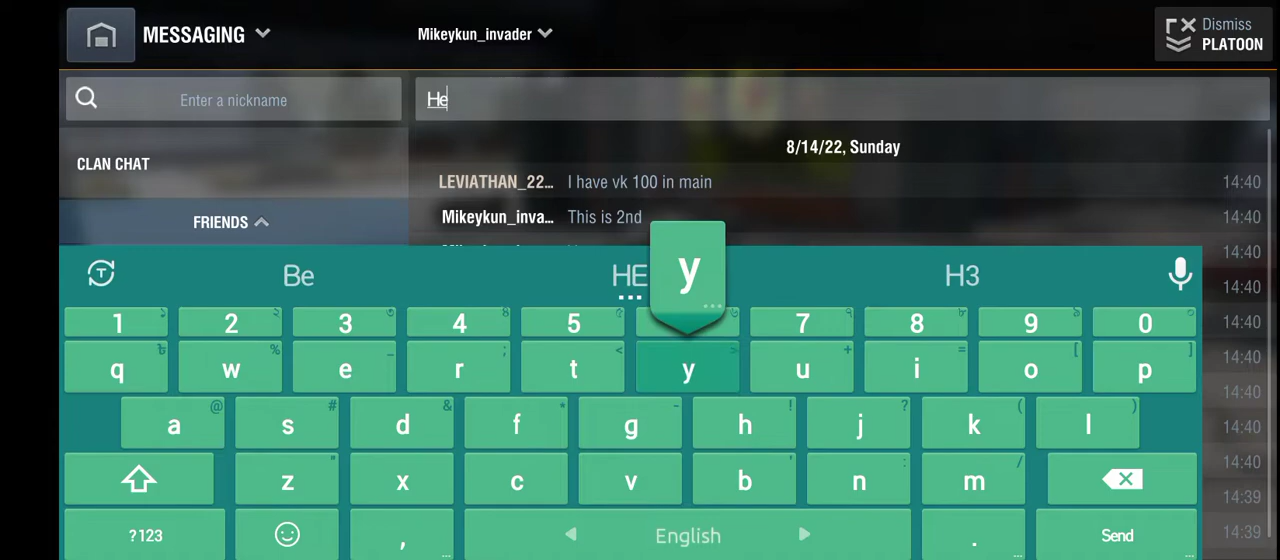 MESSAGING
Mikeykun_invader
Dismiss
PLATOON
Enter a nickname
He
CLAN CHAT
8/14/22, Sunday
LEVIATHAN_22... I have vk 100 in main 14:40
FRIENDS
Mikeykun_inva... This is 2nd 14:40
14:40
Be HE H3
y
14:40
1 2 3 4 5 7 8 9 0
14:40
q w e r t y u i o p
14:40
14:40
a s d f g h j k l
14:40
z x c v b n m
14:40
14:39
?123 , English . Send
14:39